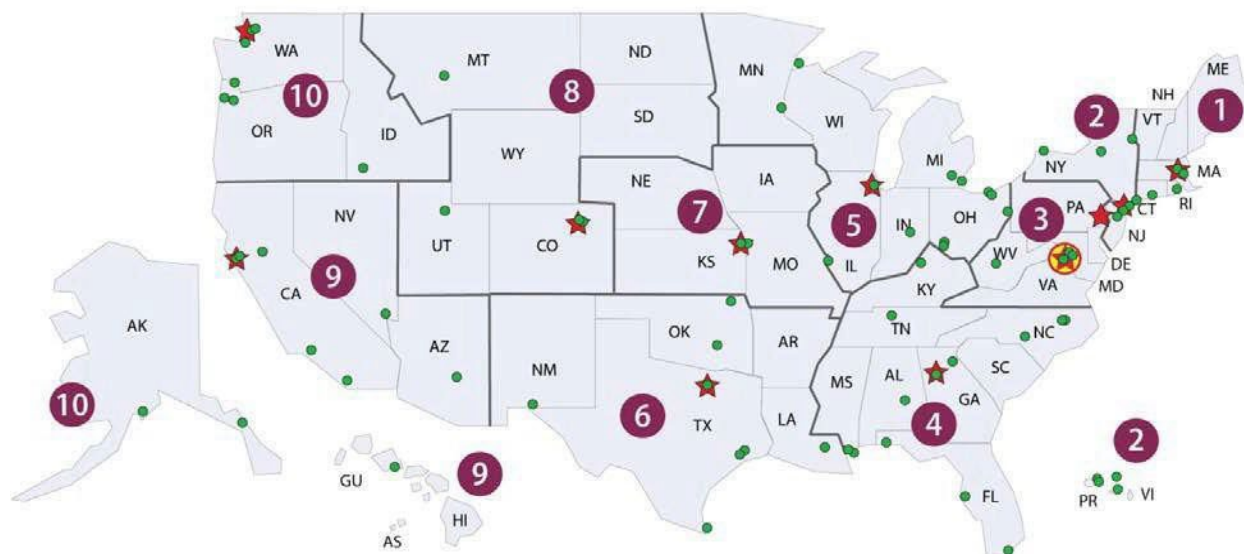 WA
MT
ND
MN
ME
NH
VT
10
8
2
1
OR
ID
SD
WI
MI
NY
MA
WY
IA
CT
RI
NE
7
5
IN
OH
3
PA
NJ
NV
UT
CO
KS
MO
IL
WV
DE
VA
MD
9
CA
KY
AK
AZ
NM
OK
AR
TN
NC
MS
AL
SC
GA
10
6
TX
LA
4
2
GU
9
HI
AS
FL
PR
VI